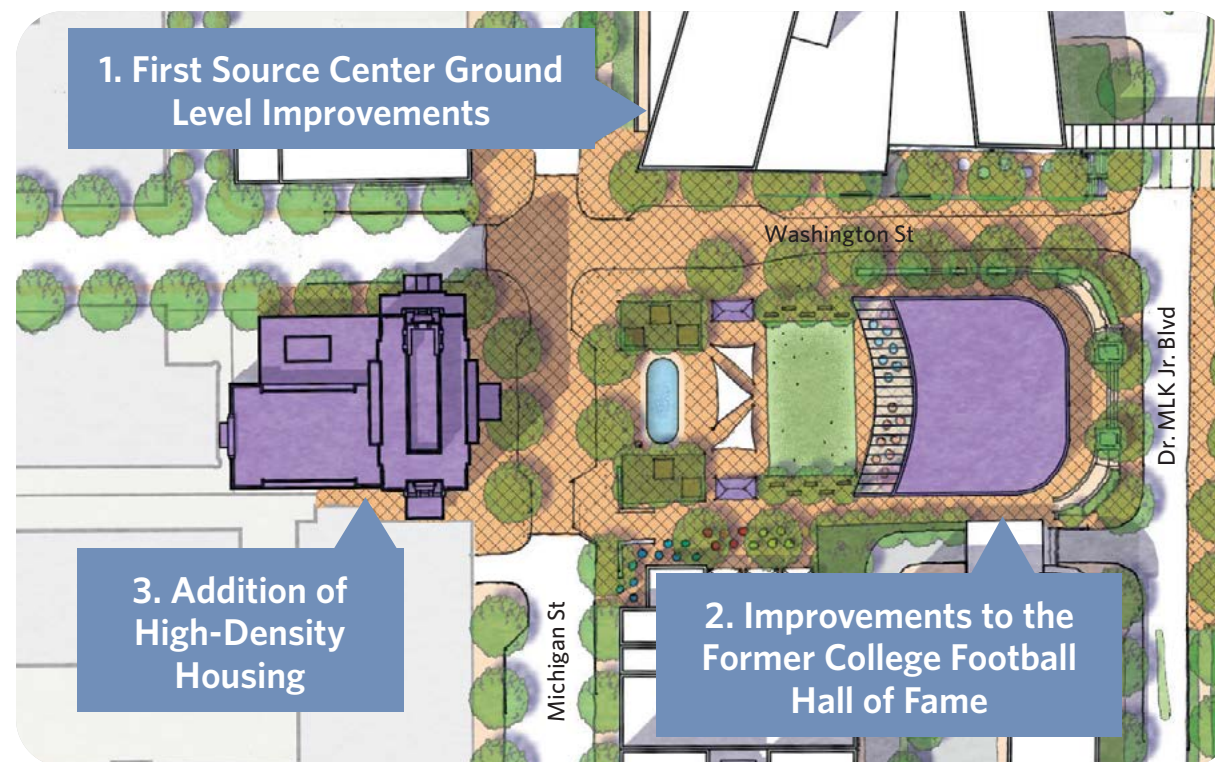 1. First Source Center Ground
Level Improvements
Washington St
Dr. MLK Jr. Blvd
3. Addition of
High-Density
Housing
Michigan St
2. Improvements to the
Former College Football
Hall of Fame